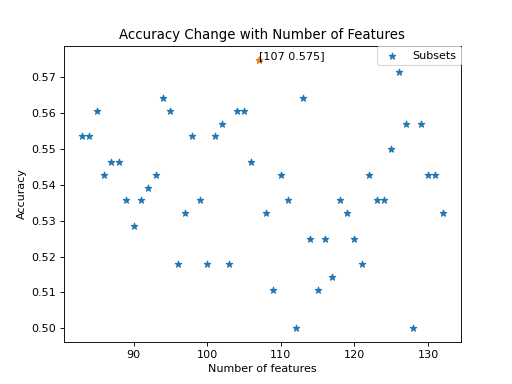 Accuracy Change with Number of Features
[107 0.575]
Subsets
0.57
0.56
0.55
0.54
0.53
0.52
0.51
0.50
Accuracy
90 100 110 120 130
Number of features